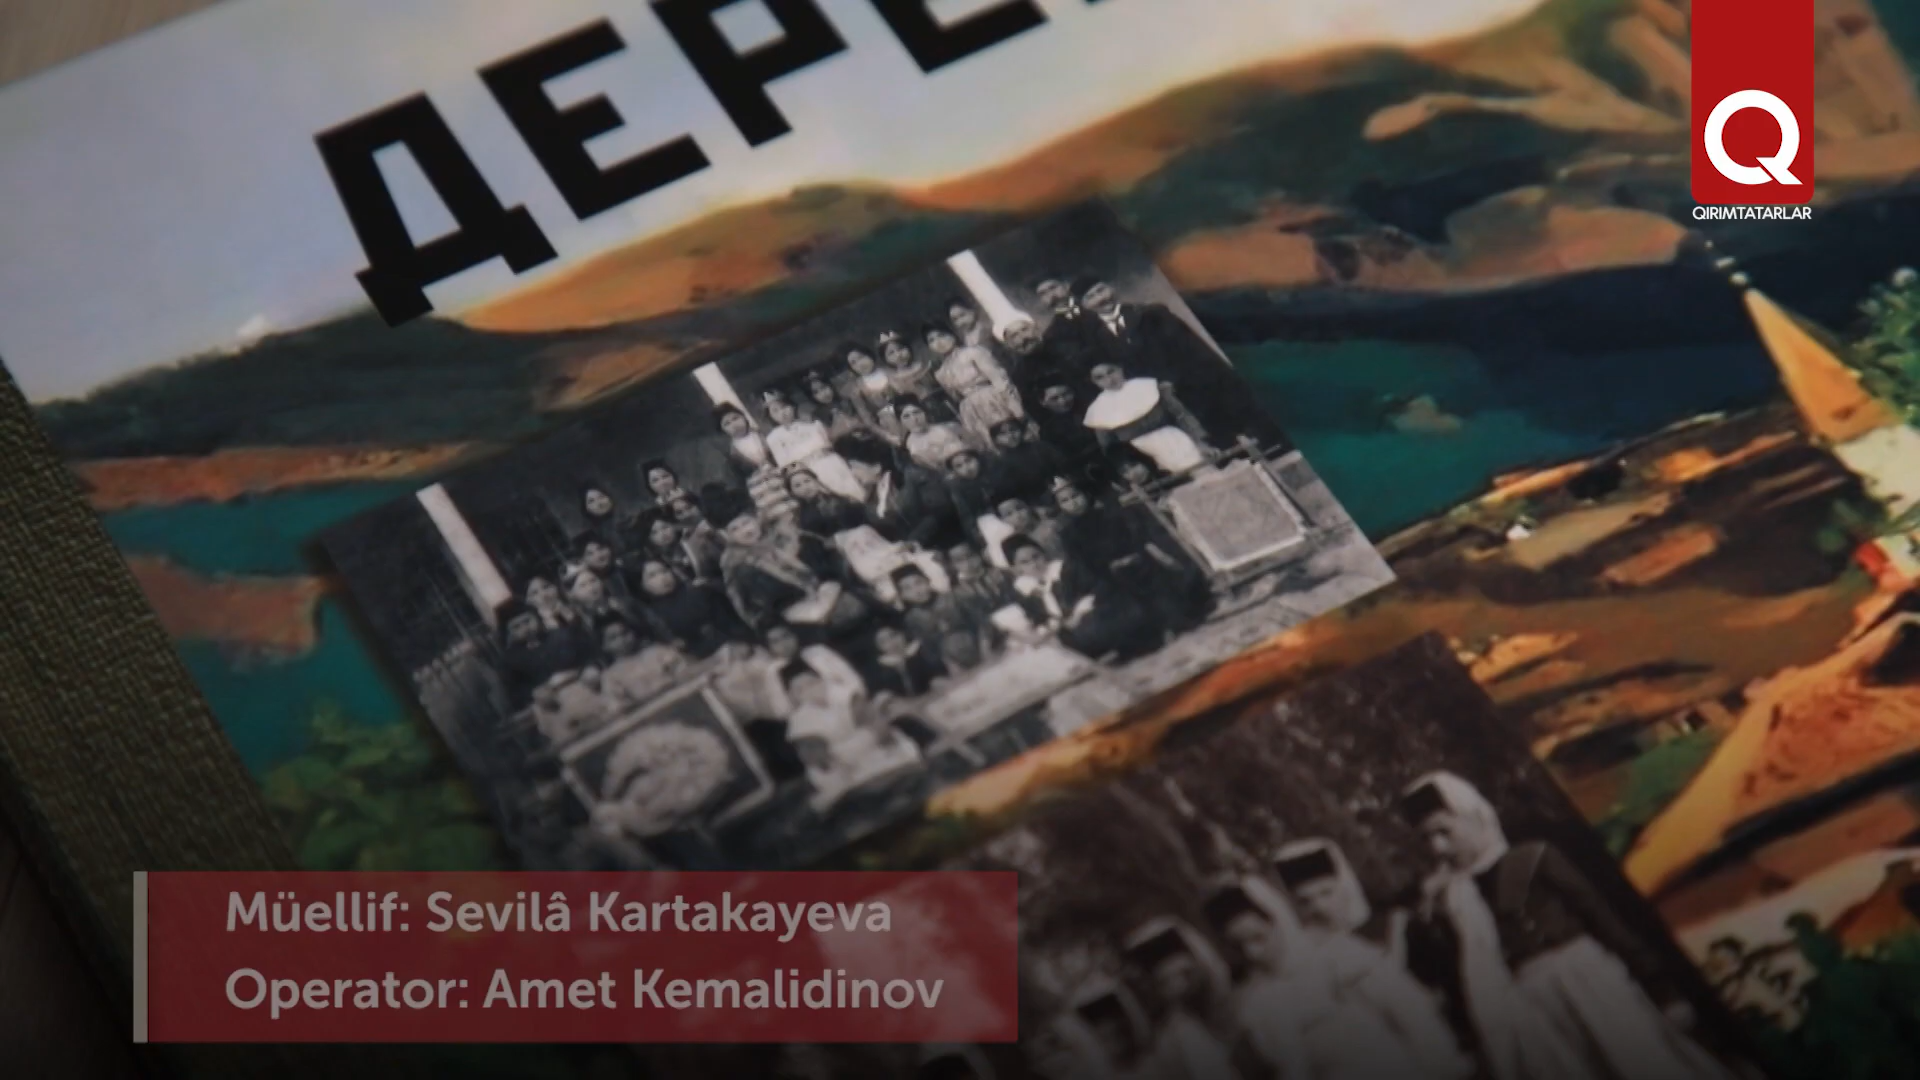 ДЕРЕ
Q
QIRIMTATARLAR
Müellif: Sevilâ Kartakayeva
Operator: Amet Kemalidinov